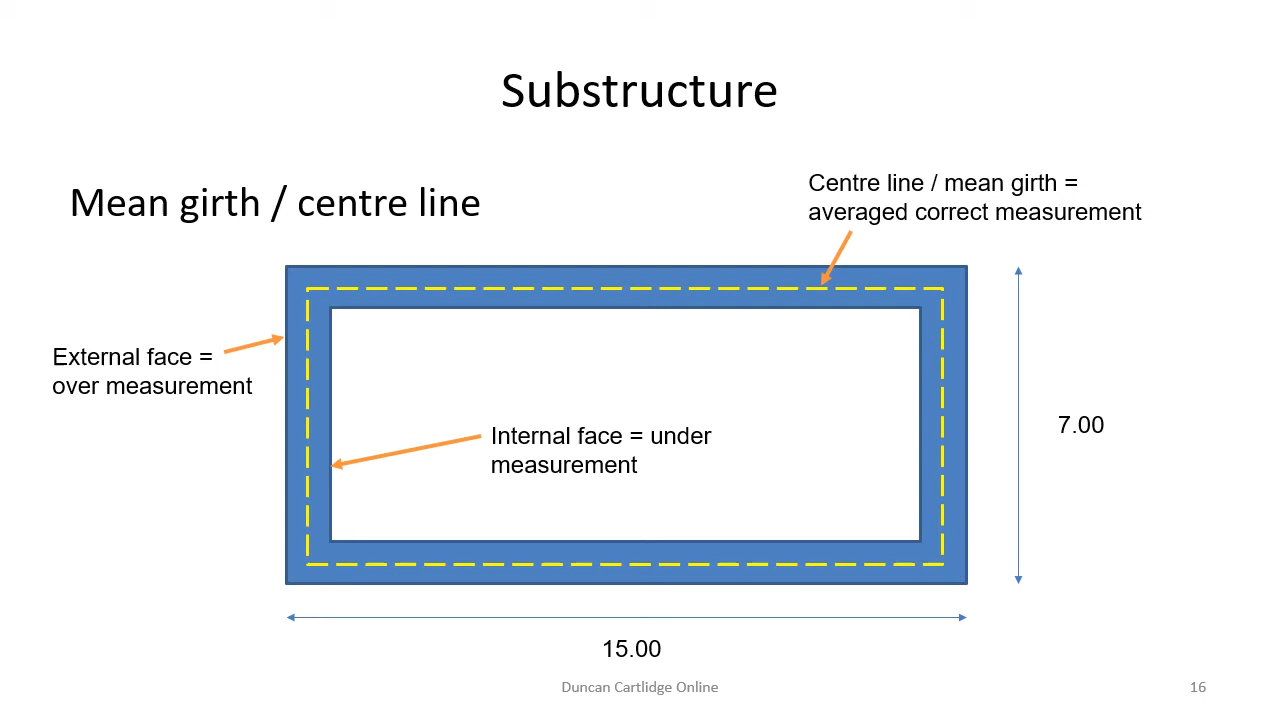 Substructure
Mean girth / centre line
Centre line / mean girth =
averaged correct measurement
External face =
over measurement
Internal face = under
measurement
7.00
15.00
Duncan Cartlidge Online
16